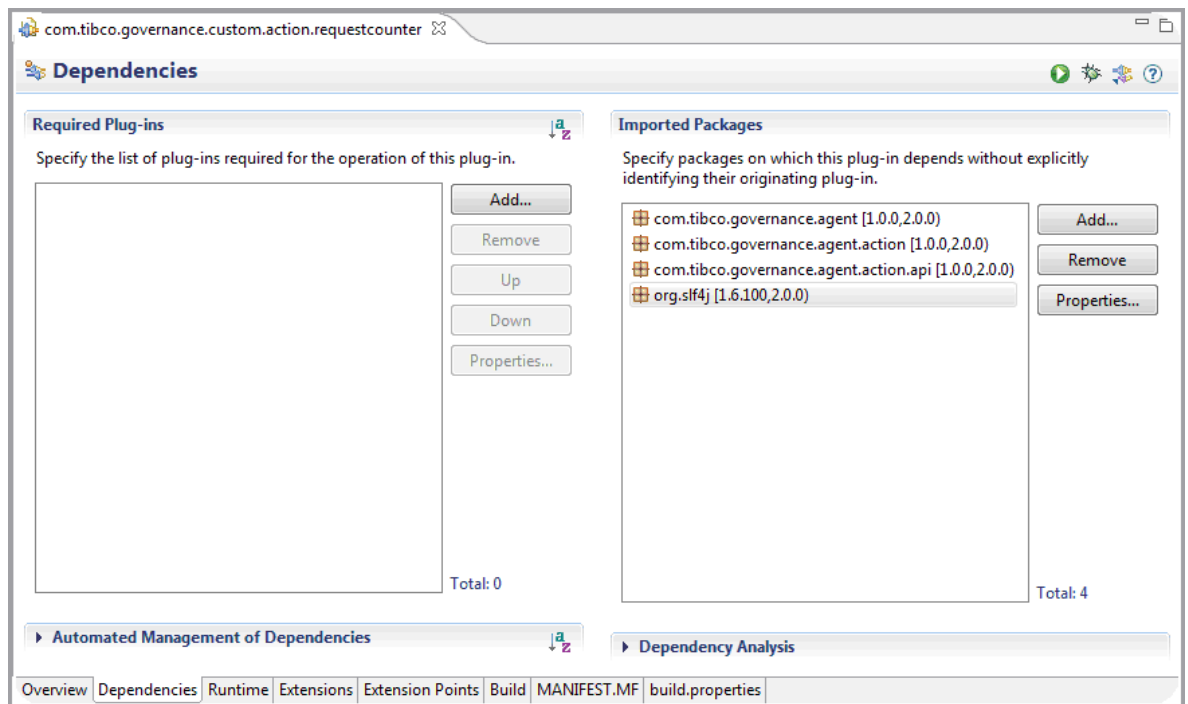 com.tibco.governance.custom.action.requestcounter
Dependencies
Required Plug-ins
Specify the list of plug-ins required for the operation of this plug-in.
Add...
Remove
Up
Down
Properties...
Total: 0
Automated Management of Dependencies
Imported Packages
Specify packages on which this plug-in depends without explicitly
identifying their originating plug-in.
com.tibco.governance.agent [1.0.0,2.0.0)
com.tibco.governance.agent.action [1.0.0,2.0.0)
com.tibco.governance.agent.action.api [1.0.0,2.0.0)
org.slf4j [1.6.100,2.0.0)
Add...
Remove
Properties...
Total: 4
Dependency Analysis
Overview Dependencies Runtime Extensions Extension Points Build MANIFEST.MF build.properties